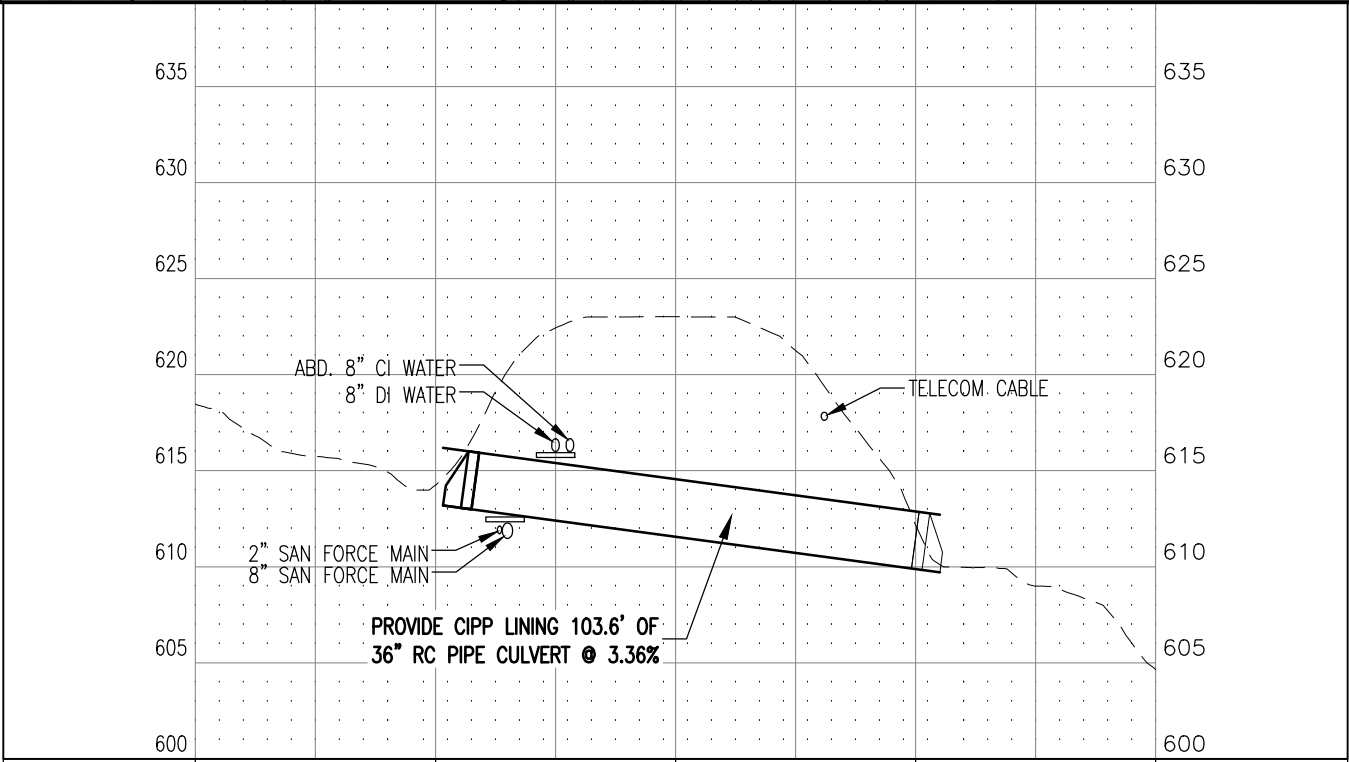 635 635
630 630
625 625
620 620
ABD. 8" CI WATER
8" DI WATER
TELECOM CABLE
615 615
2" SAN FORCE MAIN
8" SAN FORCE MAIN
610 610
PROVIDE CIPP LINING 103.6' OF
36" RC PIPE CULVERT @ 3.36%
605 605
600 600